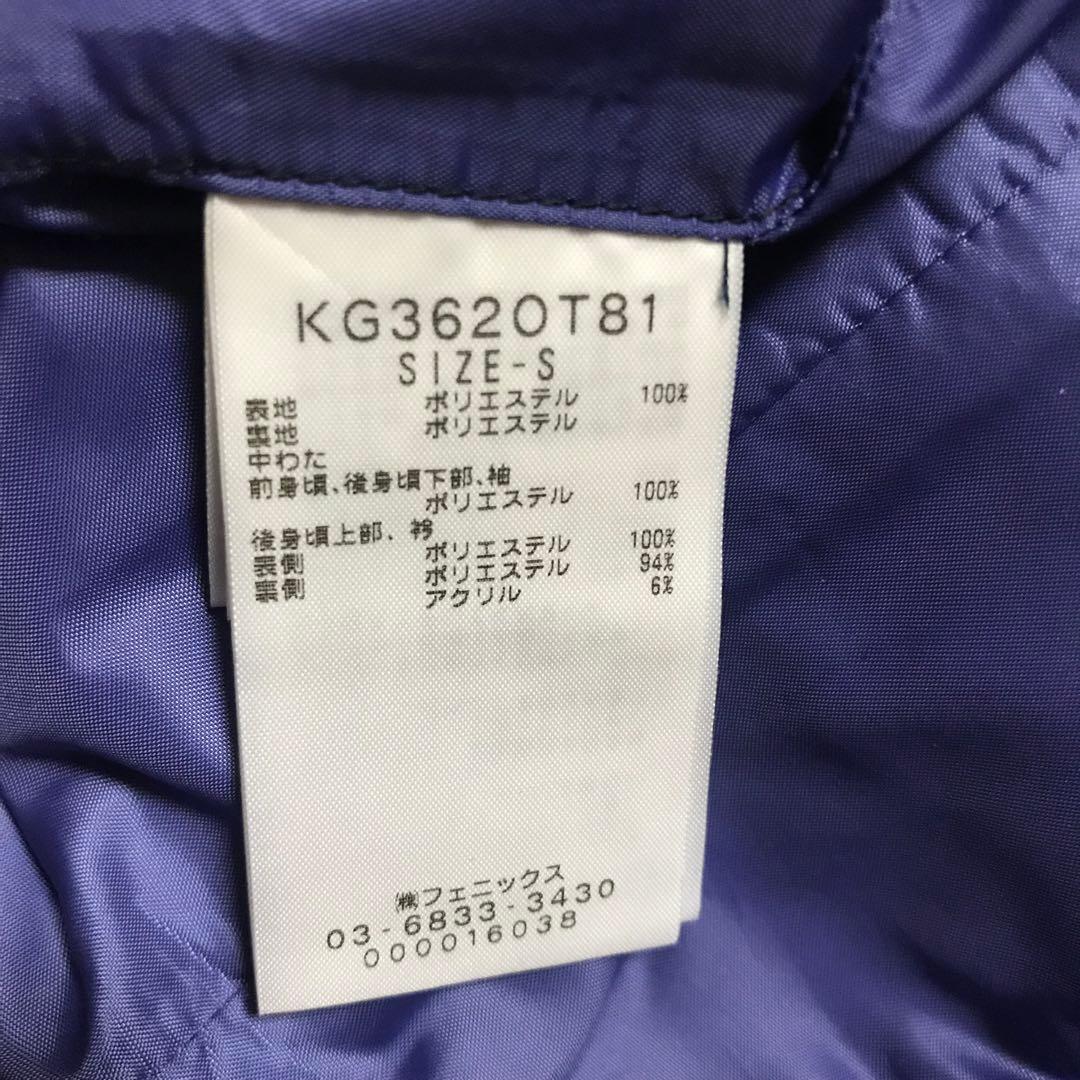 KG3620T81
SIZE-S
表地 ポリエステル 100%
裏地 ポリエステル
中わた
前身頃、後身頃下部、袖
ポリエステル 100%
後身頃上部、衿
表側 ポリエステル 100%
裏側 ポリエステル 94%
アクリル 6%
㈱フェニックス
03-6833-3430
000016038